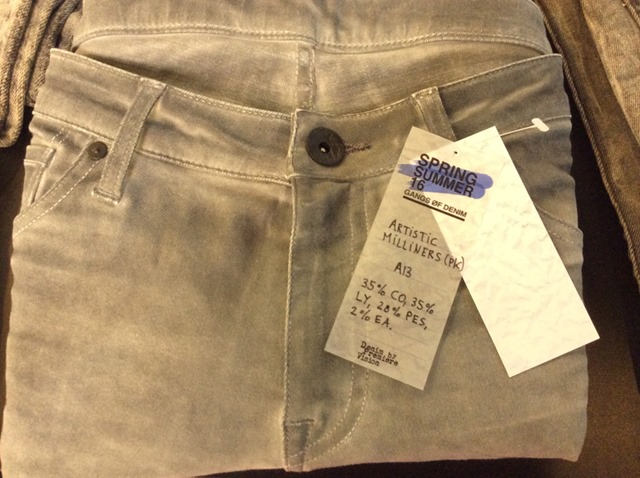 SPRING
SUMMER
16
GANGS ØF DENIM
ARTISTIC
MILLINERS (PK)
A13
35% CO, 35%
LY, 28% PES,
2% EA.
Denim by
Première
Vision